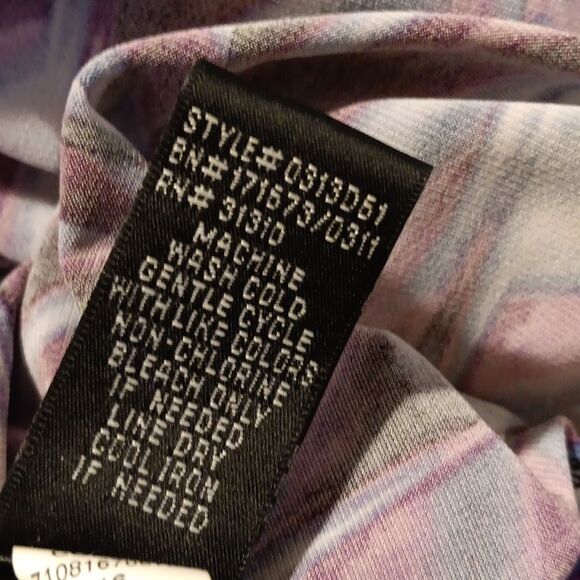 STYLE# 0313D51
BN# 171673/0311
RN# 31310
MACHINE
WASH COLD
GENTLE CYCLE
WITH LIKE COLORS
NON-CHLORINE
BLEACH ONLY
IF NEEDED
LINE DRY
COOL IRON
IF NEEDED